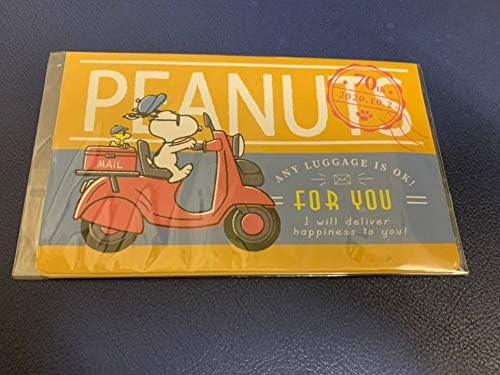 PEANUTS
70th
2020.10.2
MAIL
ANY LUGGAGE IS OK!
FOR YOU
I will deliver
happiness to you!